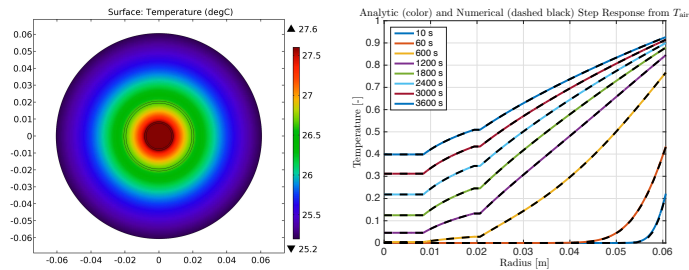 Surface: Temperature (degC)
0.06
0.05
0.04
0.03
0.02
0.01
0
-0.01
-0.02
-0.03
-0.04
-0.05
-0.06
-0.06 -0.04 -0.02 0 0.02 0.04 0.06
27.6
27.5
27
26.5
26
25.5
25.2
Analytic (color) and Numerical (dashed black) Step Response from Tair
1
0.9
0.8
0.7
0.6
0.5
0.4
0.3
0.2
0.1
0
Temperature [-]
10 s
60 s
600 s
1200 s
1800 s
2400 s
3000 s
3600 s
0 0.01 0.02 0.03 0.04 0.05 0.06
Radius [m]